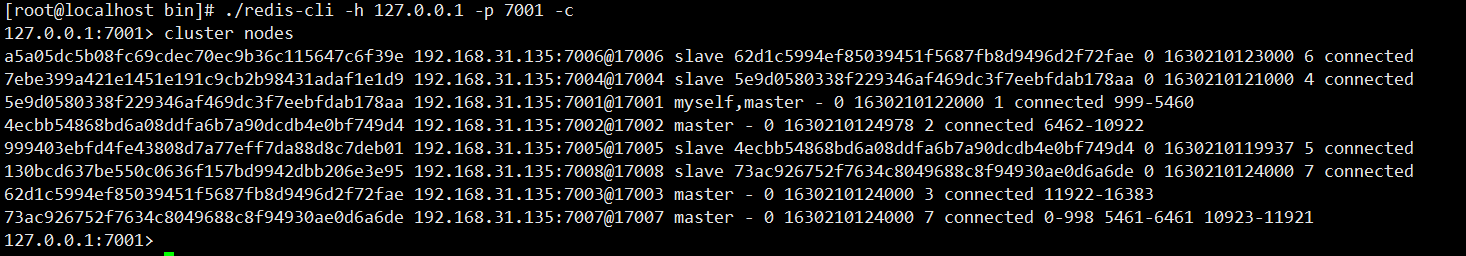 [root@localhost bin]# ./redis-cli -h 127.0.0.1 -p 7001 -c
127.0.0.1:7001> cluster nodes
a5a05dc5b08fc69cdec70ec9b36c115647c6f39e 192.168.31.135:7006@17006 slave 62d1c5994ef85039451f5687fb8d9496d2f72fae 0 1630210123000 6 connected
7ebe399a421e1451e191c9cb2b98431adaf1e1d9 192.168.31.135:7004@17004 slave 5e9d0580338f229346af469dc3f7eebfdab178aa 0 1630210121000 4 connected
5e9d0580338f229346af469dc3f7eebfdab178aa 192.168.31.135:7001@17001 myself,master - 0 1630210122000 1 connected 999-5460
4ecbb54868bd6a08ddfa6b7a90dcdb4e0bf749d4 192.168.31.135:7002@17002 master - 0 1630210124978 2 connected 6462-10922
999403ebfd4fe43808d7a77eff7da88d8c7deb01 192.168.31.135:7005@17005 slave 4ecbb54868bd6a08ddfa6b7a90dcdb4e0bf749d4 0 1630210119937 5 connected
130bcd637be550c0636f157bd9942dbb206e3e95 192.168.31.135:7008@17008 slave 73ac926752f7634c8049688c8f94930ae0d6a6de 0 1630210124000 7 connected
62d1c5994ef85039451f5687fb8d9496d2f72fae 192.168.31.135:7003@17003 master - 0 1630210124000 3 connected 11922-16383
73ac926752f7634c8049688c8f94930ae0d6a6de 192.168.31.135:7007@17007 master - 0 1630210124000 7 connected 0-998 5461-6461 10923-11921
127.0.0.1:7001>